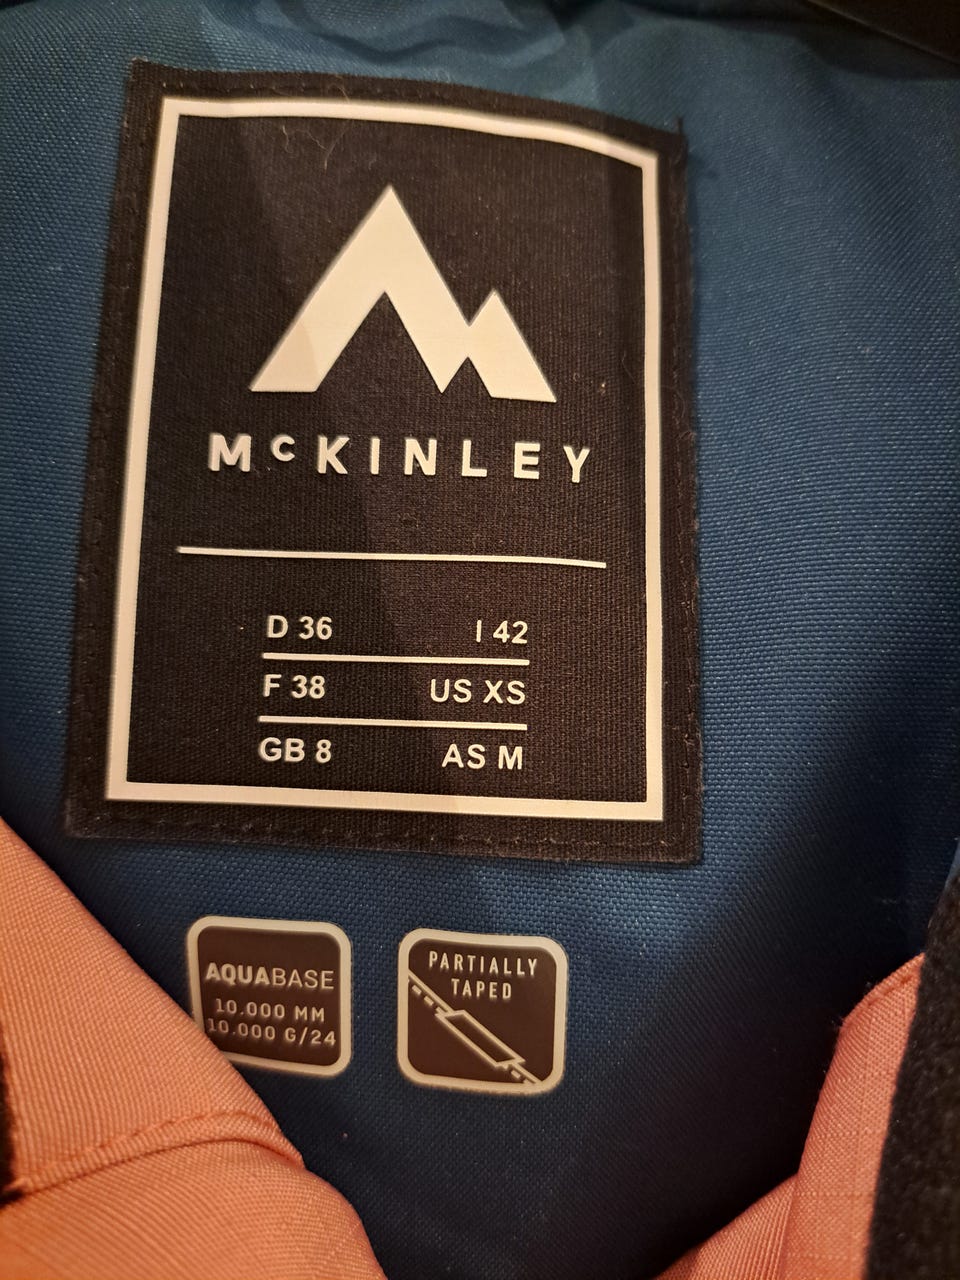 McKINLEY
D 36 I 42
F 38 US XS
GB 8 AS M
AQUABASE
10.000 MM
10.000 G/24
PARTIALLY
TAPED